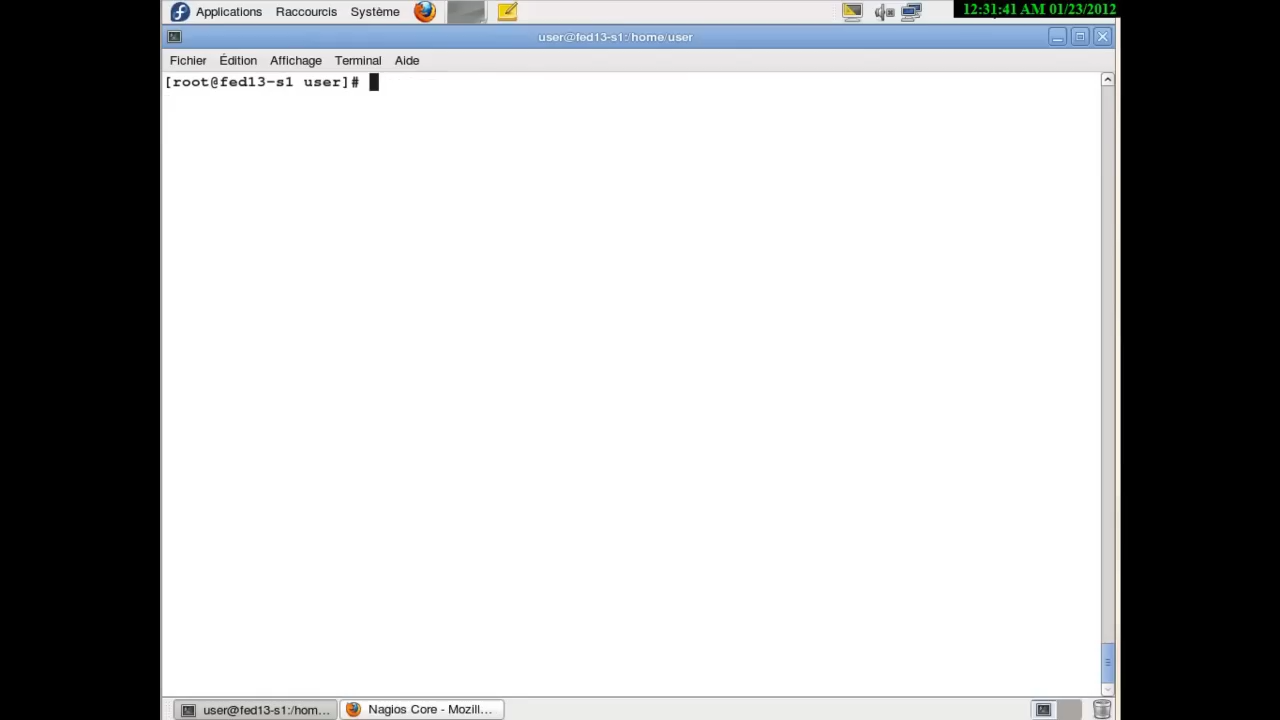 Applications Raccourcis Système 12:31:41 AM 01/23/2012
user@fed13-s1:/home/user
Fichier Édition Affichage Terminal Aide
[root@fed13-s1 user]#
user@fed13-s1:/hom... Nagios Core - Mozill...